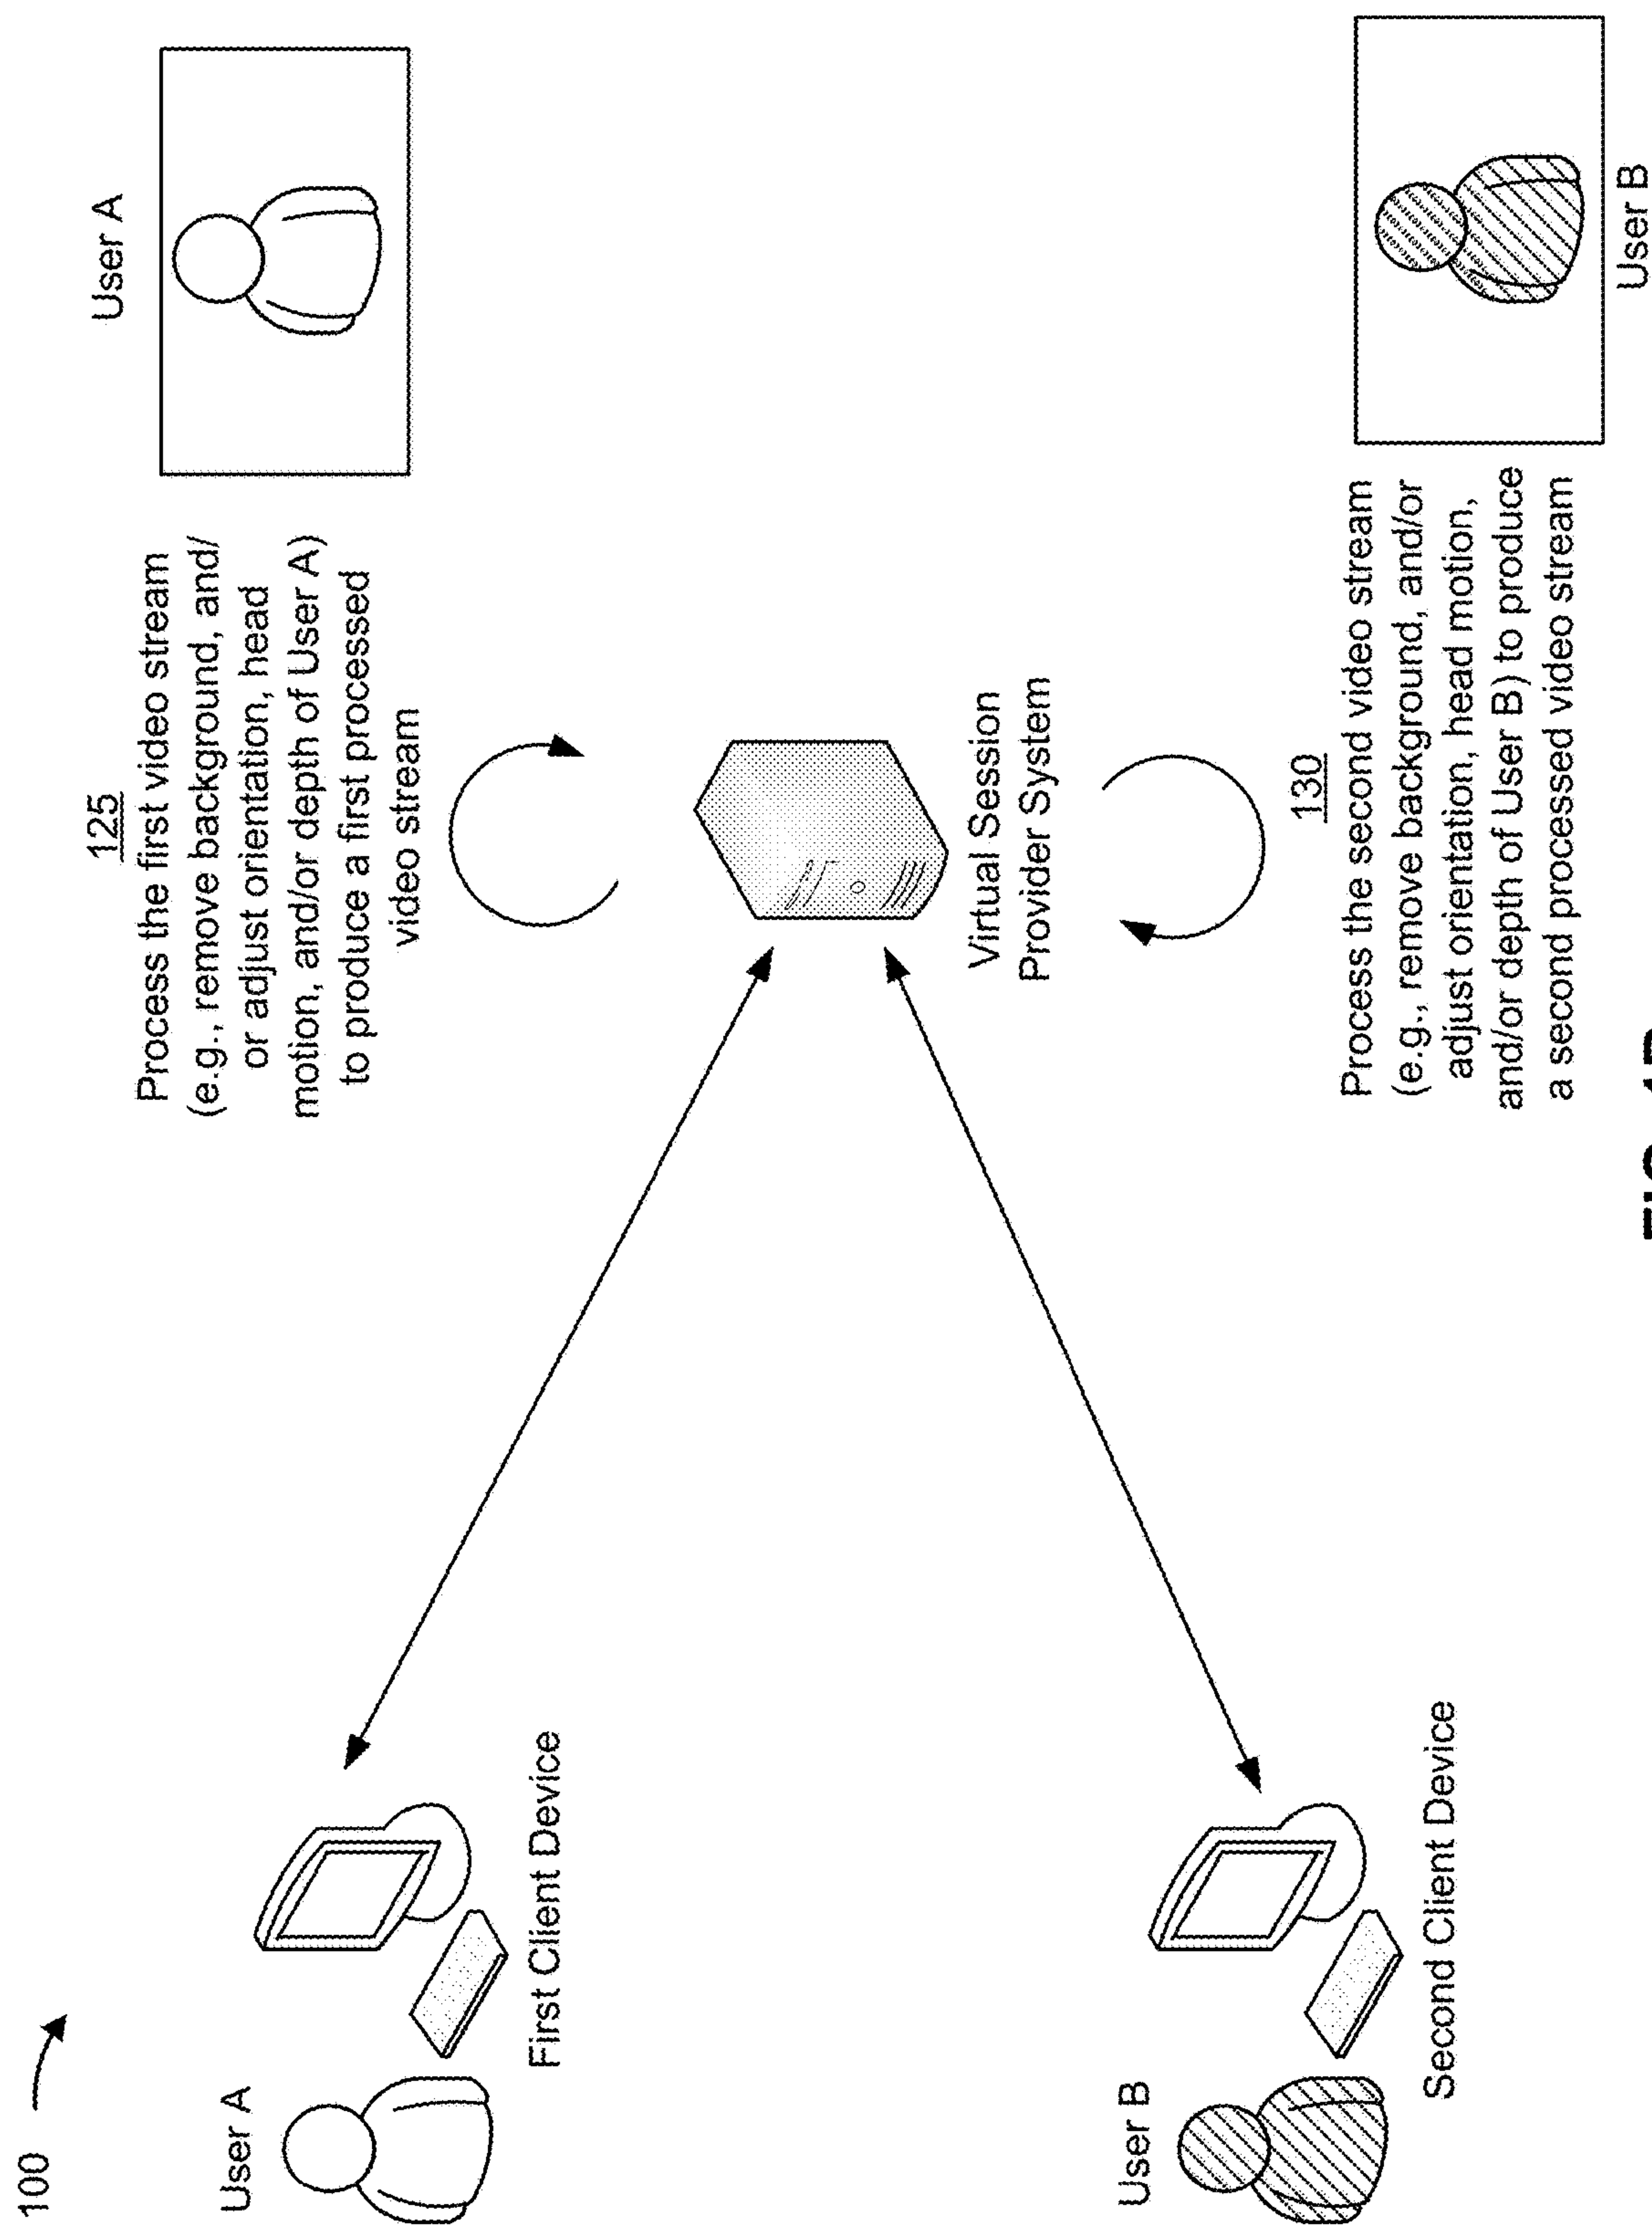 100
User A
First Client Device
125
Process the first video stream
(e.g., remove background, and/
or adjust orientation, head
motion, and/or depth of User A)
to produce a first processed
video stream
User A
Virtual Session
Provider System
User B
Second Client Device
130
Process the second video stream
(e.g., remove background, and/or
adjust orientation, head motion,
and/or depth of User B) to produce
a second processed video stream
User B
FIG.